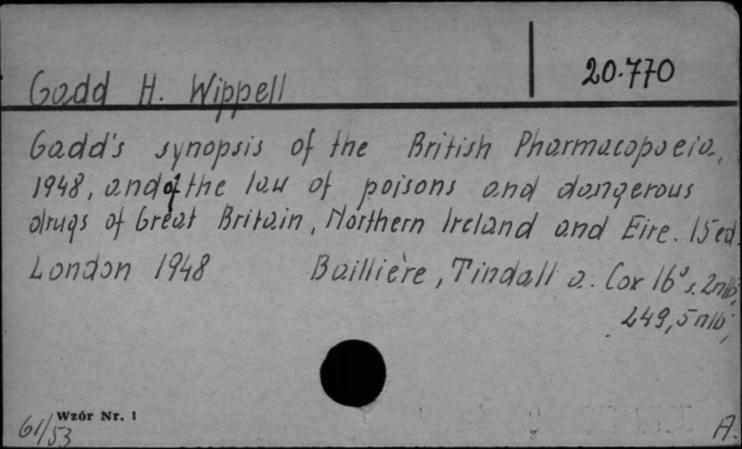 20.770
Gadd H. Wippell
Gadd's synopsis of the British Pharmacopoeia,
1948, and of the law of poisons and dangerous
drugs of Great Britain, Northern Ireland and Eire. 15 ed.
London 1948 Baillière, Tindall a. Cox 16° s. 2nlb,
249, 5 nlb,
Wzór Nr. 1
61/53
A.